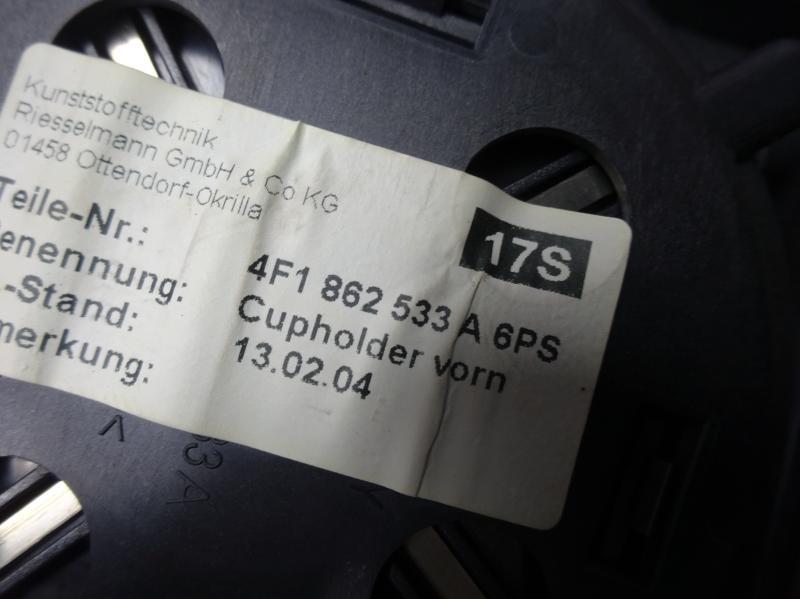 Kunststofftechnik
Riesselmann GmbH & Co KG
01458 Ottendorf-Okrilla
17S
Teile-Nr.: 4F1 862 533 A 6PS
enennung: Cupholder vorn
.-Stand: 13.02.04
merkung:
V
33 A